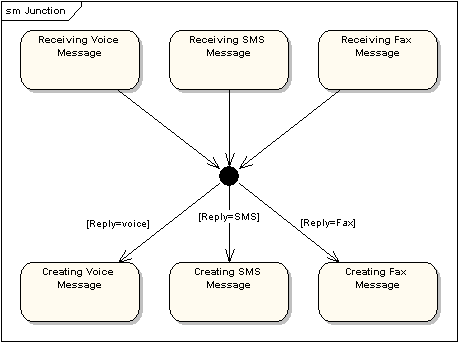 sm Junction
Receiving Voice
Message
Receiving SMS
Message
Receiving Fax
Message
[Reply=voice]
[Reply=SMS]
[Reply=Fax]
Creating Voice
Message
Creating SMS
Message
Creating Fax
Message